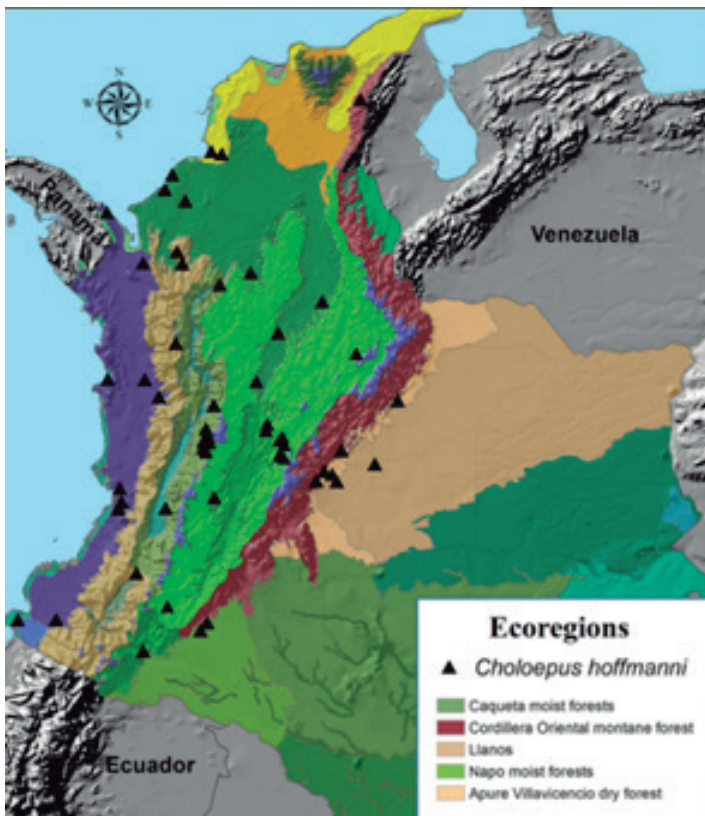 N
W E
S
Panama
Venezuela
Ecuador
Ecoregions
Choloepus hoffmanni
Caqueta moist forests
Cordillera Oriental montane forest
Llanos
Napo moist forests
Apure Villavicencio dry forest